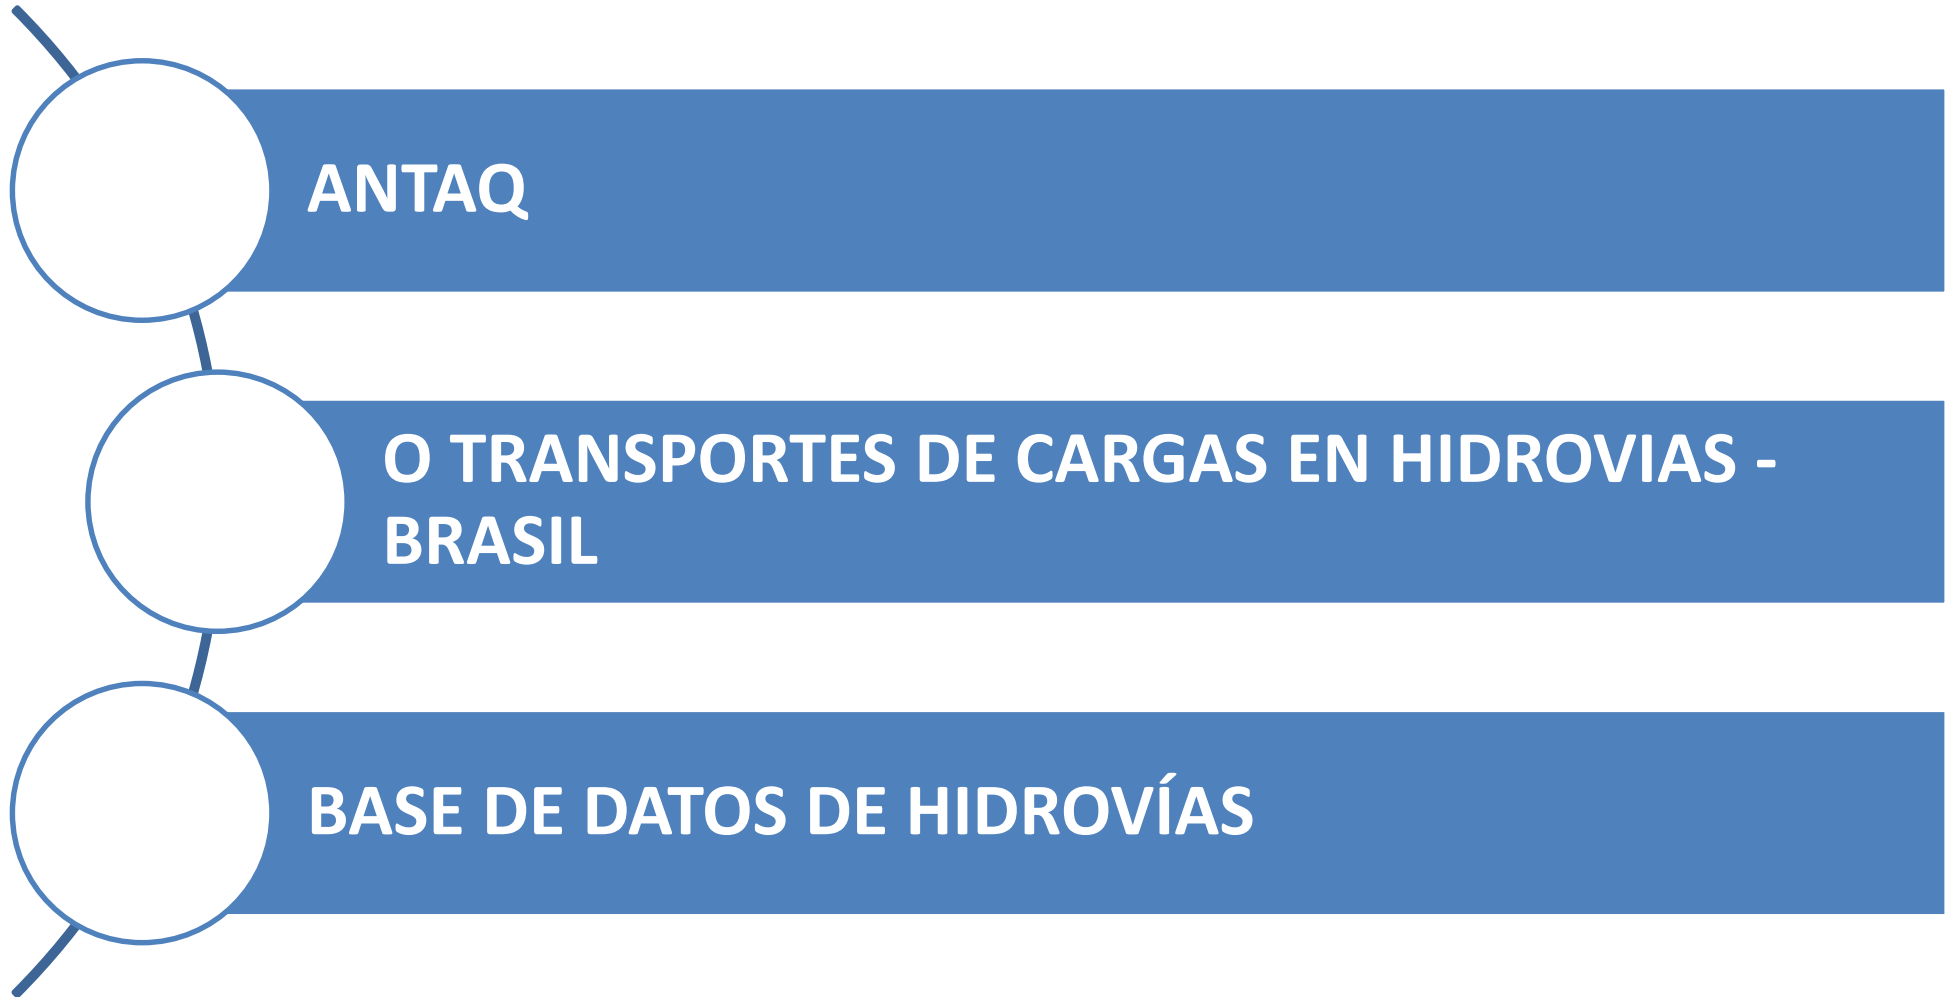 ANTAQ
O TRANSPORTES DE CARGAS EN HIDROVIAS -
BRASIL
BASE DE DATOS DE HIDROVÍAS